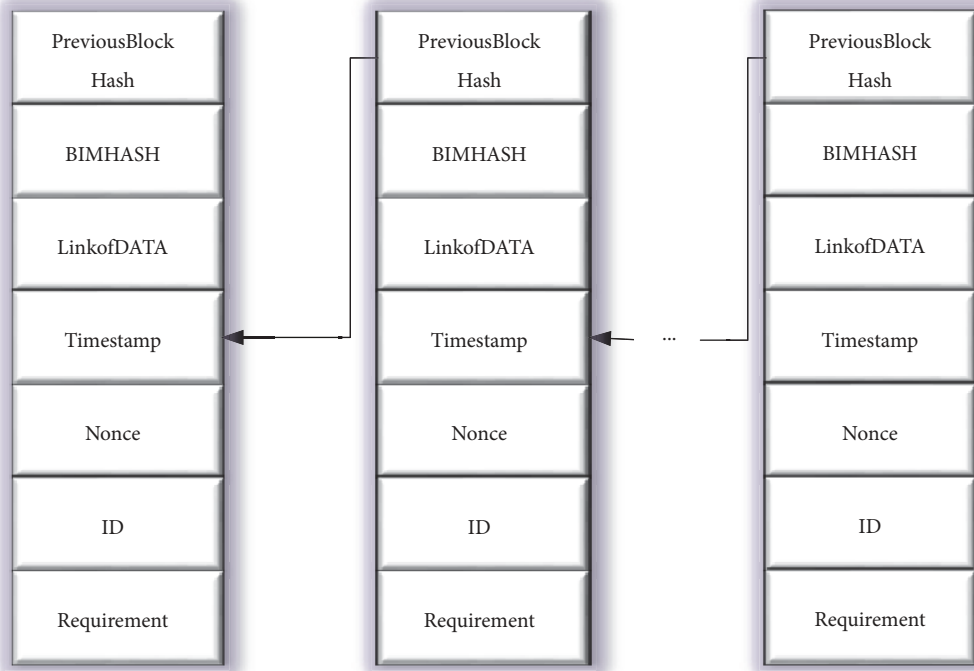 PreviousBlock
Hash
BIMHASH
LinkofDATA
Timestamp
Nonce
ID
Requirement
PreviousBlock
Hash
BIMHASH
LinkofDATA
Timestamp
Nonce
ID
Requirement
...
PreviousBlock
Hash
BIMHASH
LinkofDATA
Timestamp
Nonce
ID
Requirement